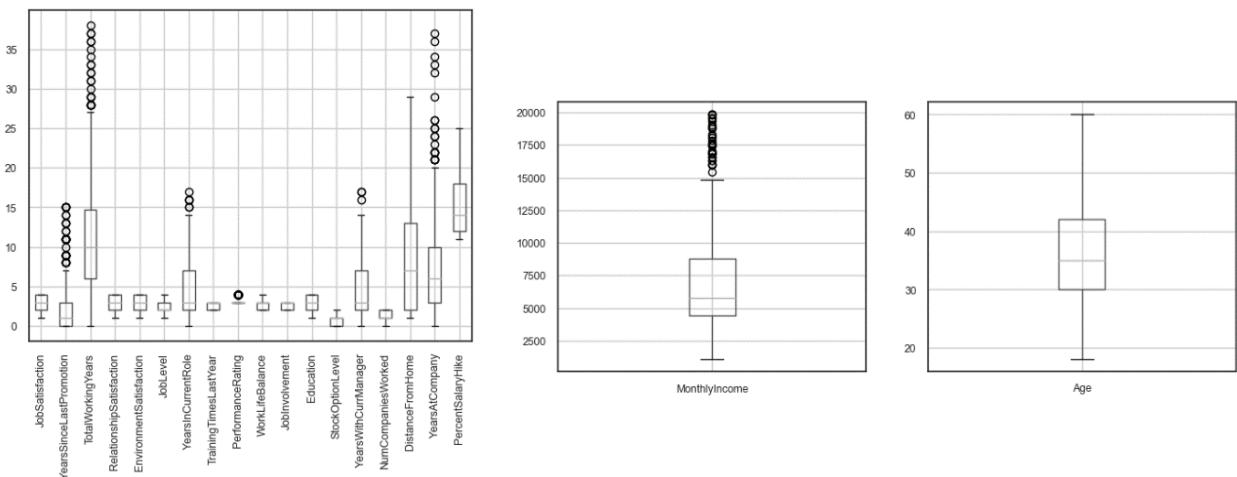 35
30
25
20
15
10
5
0
JobSatisfaction
YearsSinceLastPromotion
TotalWorkingYears
RelationshipSatisfaction
EnvironmentSatisfaction
JobLevel
YearsInCurrentRole
TrainingTimesLastYear
PerformanceRating
WorkLifeBalance
JobInvolvement
Education
StockOptionLevel
YearsWithCurrManager
NumCompaniesWorked
DistanceFromHome
YearsAtCompany
PercentSalaryHike
20000
17500
15000
12500
10000
7500
5000
2500
MonthlyIncome
60
50
40
30
20
Age